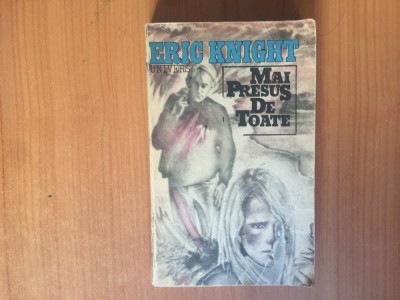 ERIC KNIGHT
UNIVERS
MAI
PRESUS
DE
TOATE